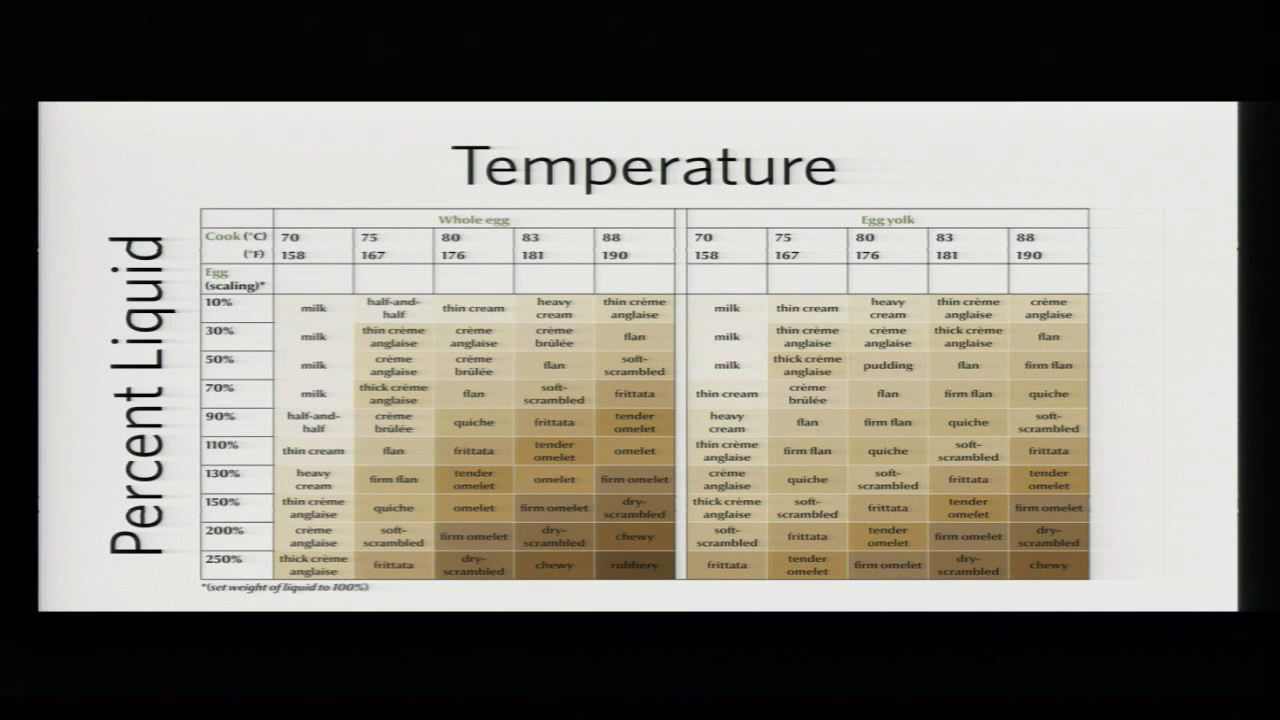 Temperature
Percent Liquid
Whole egg Egg yolk
Cook (°C) 70 75 80 83 88 70 75 80 83 88
(°F) 158 167 176 181 190 158 167 176 181 190
Egg
(scaling)*
10% milk half-and-half thin cream heavy cream thin crème anglaise milk thin cream heavy cream thin crème anglaise crème anglaise
30% milk thin crème anglaise crème anglaise crème brûlée flan milk thin crème anglaise crème anglaise thick crème anglaise flan
50% milk crème anglaise crème brûlée flan soft-scrambled milk thick crème anglaise pudding flan firm flan
70% milk thick crème anglaise flan soft-scrambled frittata thin cream crème brûlée flan firm flan quiche
90% half-and-half crème brûlée quiche frittata tender omelet heavy cream flan firm flan quiche soft-scrambled
110% thin cream flan frittata tender omelet omelet thin crème anglaise firm flan quiche soft-scrambled frittata
130% heavy cream firm flan tender omelet omelet firm omelet crème anglaise quiche soft-scrambled frittata tender omelet
150% thin crème anglaise quiche omelet firm omelet dry-scrambled thick crème anglaise soft-scrambled frittata tender omelet firm omelet
200% crème anglaise soft-scrambled firm omelet dry-scrambled chewy soft-scrambled frittata tender omelet firm omelet dry-scrambled
250% thick crème anglaise frittata dry-scrambled chewy rubbery frittata tender omelet firm omelet dry-scrambled chewy
*(set weight of liquid to 100%)